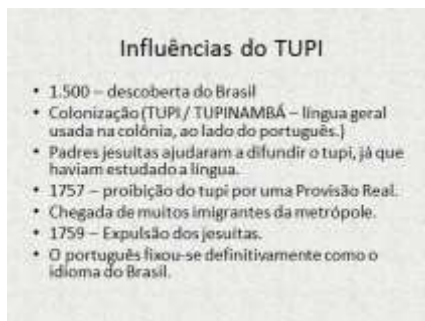 Influências do TUPI
• 1.500 – descoberta do Brasil
• Colonização (TUPI / TUPINAMBÁ – língua geral
usada na colônia, ao lado do português.)
• Padres jesuítas ajudaram a difundir o tupi, já que
haviam estudado a língua.
• 1757 – proibição do tupi por uma Provisão Real.
• Chegada de muitos imigrantes da metrópole.
• 1759 – Expulsão dos jesuítas.
• O português fixou-se definitivamente como o
idioma do Brasil.